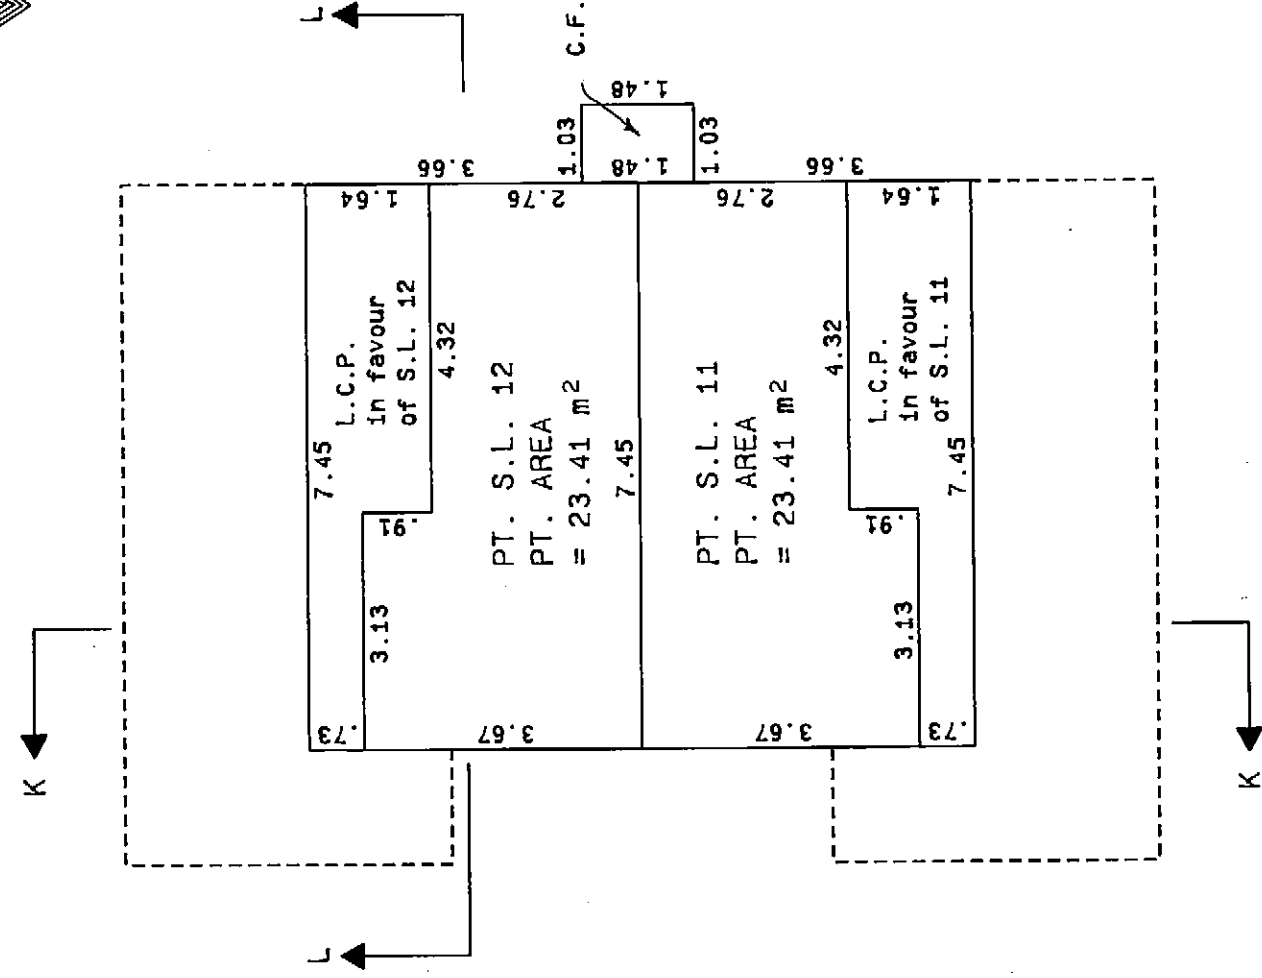 L
C.F.
1.48
1.03
1.03
1.48
3.66
3.66
1.64
2.76
2.76
1.64
L.C.P.
in favour
of S.L. 12
4.32
7.45
.91
3.13
.73
3.67
PT. S.L. 12
PT. AREA
= 23.41 m²
7.45
PT. S.L. 11
PT. AREA
= 23.41 m²
4.32
L.C.P.
in favour
of S.L. 11
7.45
.91
3.13
3.67
.73
K
K
L